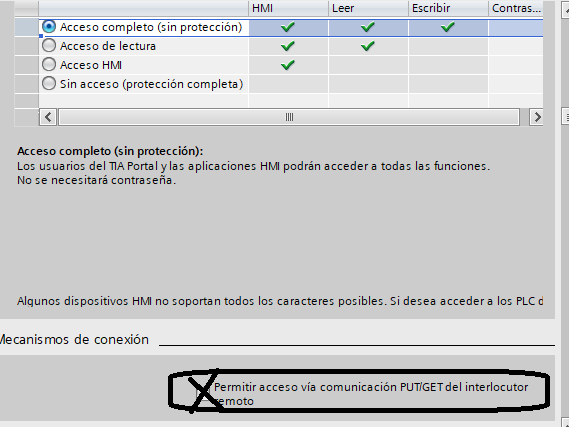 HMI Leer Escribir Contras...
Acceso completo (sin protección)
Acceso de lectura
Acceso HMI
Sin acceso (protección completa)
Acceso completo (sin protección):
Los usuarios del TIA Portal y las aplicaciones HMI podrán acceder a todas las funciones.
No se necesitará contraseña.
Algunos dispositivos HMI no soportan todos los caracteres posibles. Si desea acceder a los PLC d
Mecanismos de conexión
Permitir acceso vía comunicación PUT/GET del interlocutor
remoto